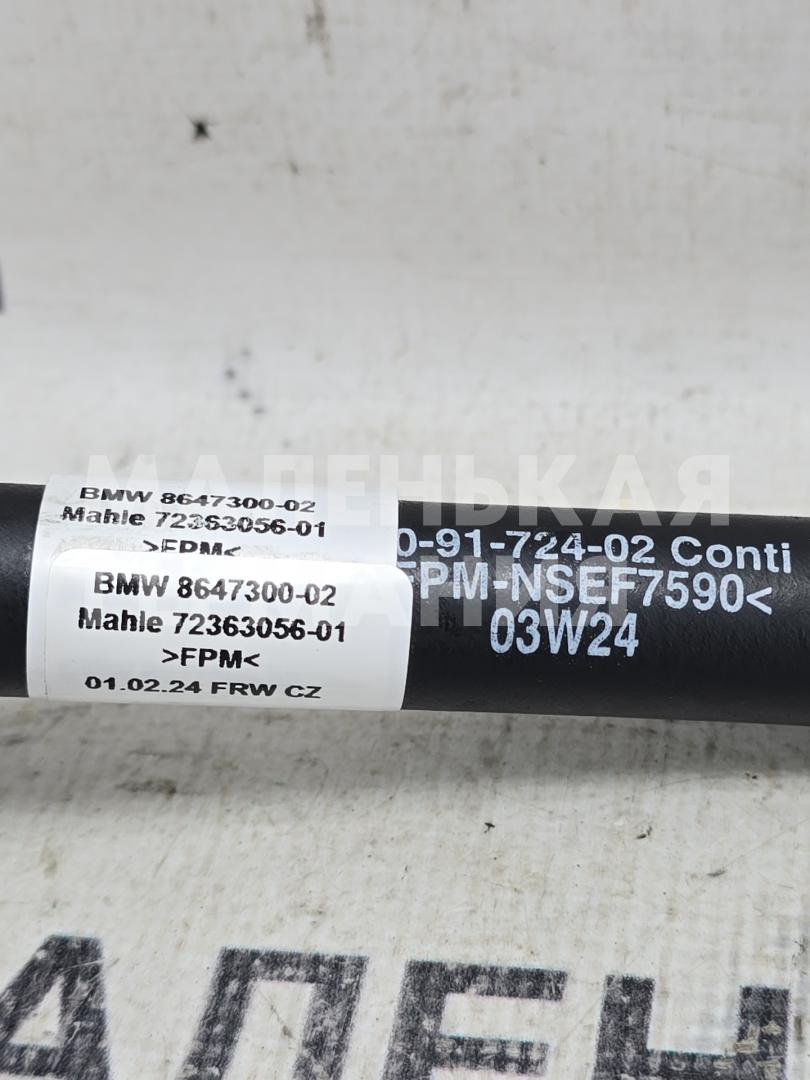 МАЛЕНЬКАЯ
BMW 8647300-02
Mahle 72363056-01
>FPM<
BMW 8647300-02
Mahle 72363056-01
>FPM<
01.02.24 FRW CZ
0-91-724-02 Conti
FPM-NSEF7590<
03W24